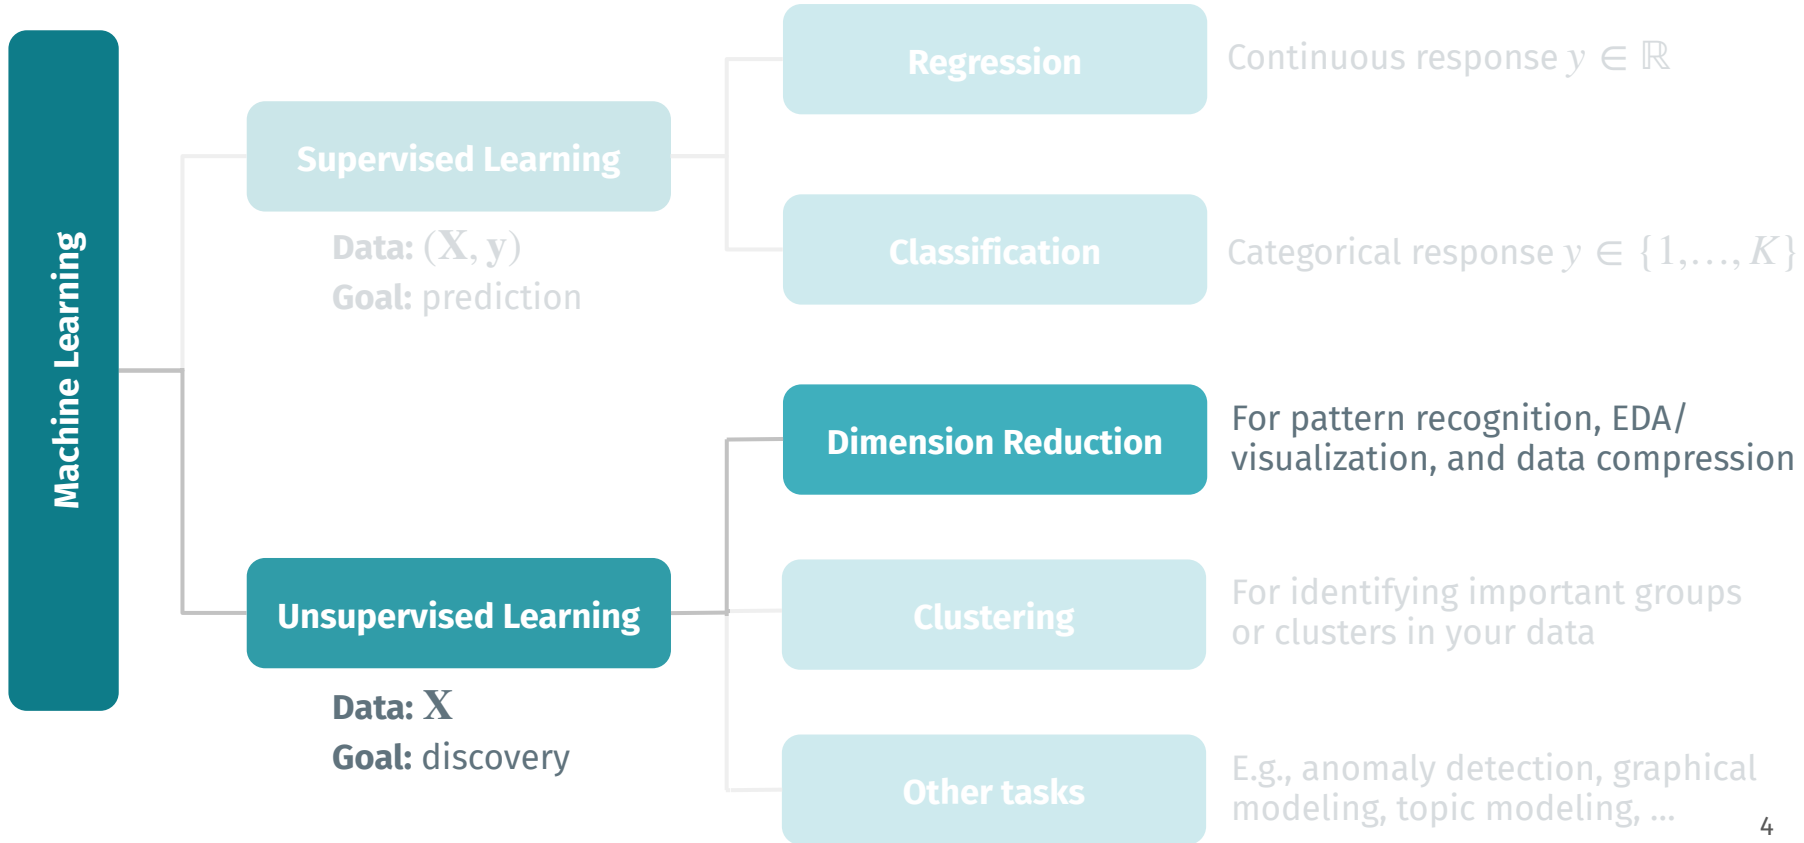 Machine Learning
Supervised Learning
Data: (X, y)
Goal: prediction
Regression
Continuous response y ∈ ℝ
Classification
Categorical response y ∈ {1,…, K}
Unsupervised Learning
Data: X
Goal: discovery
Dimension Reduction
For pattern recognition, EDA/
visualization, and data compression
Clustering
For identifying important groups
or clusters in your data
Other tasks
E.g., anomaly detection, graphical
modeling, topic modeling, …
4